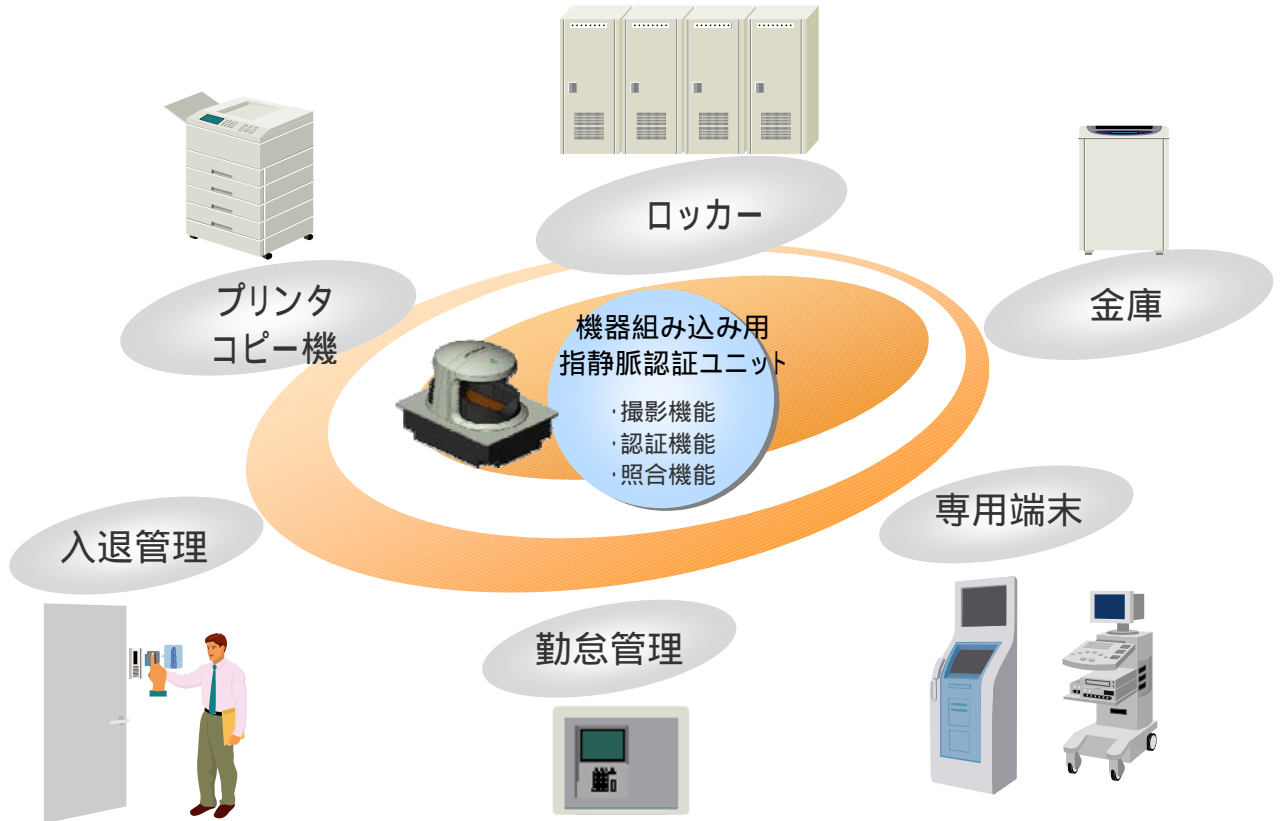 ロッカー
プリンタ
コピー機
金庫
機器組み込み用
指静脈認証ユニット
・撮影機能
・認証機能
・照合機能
専用端末
入退管理
勤怠管理